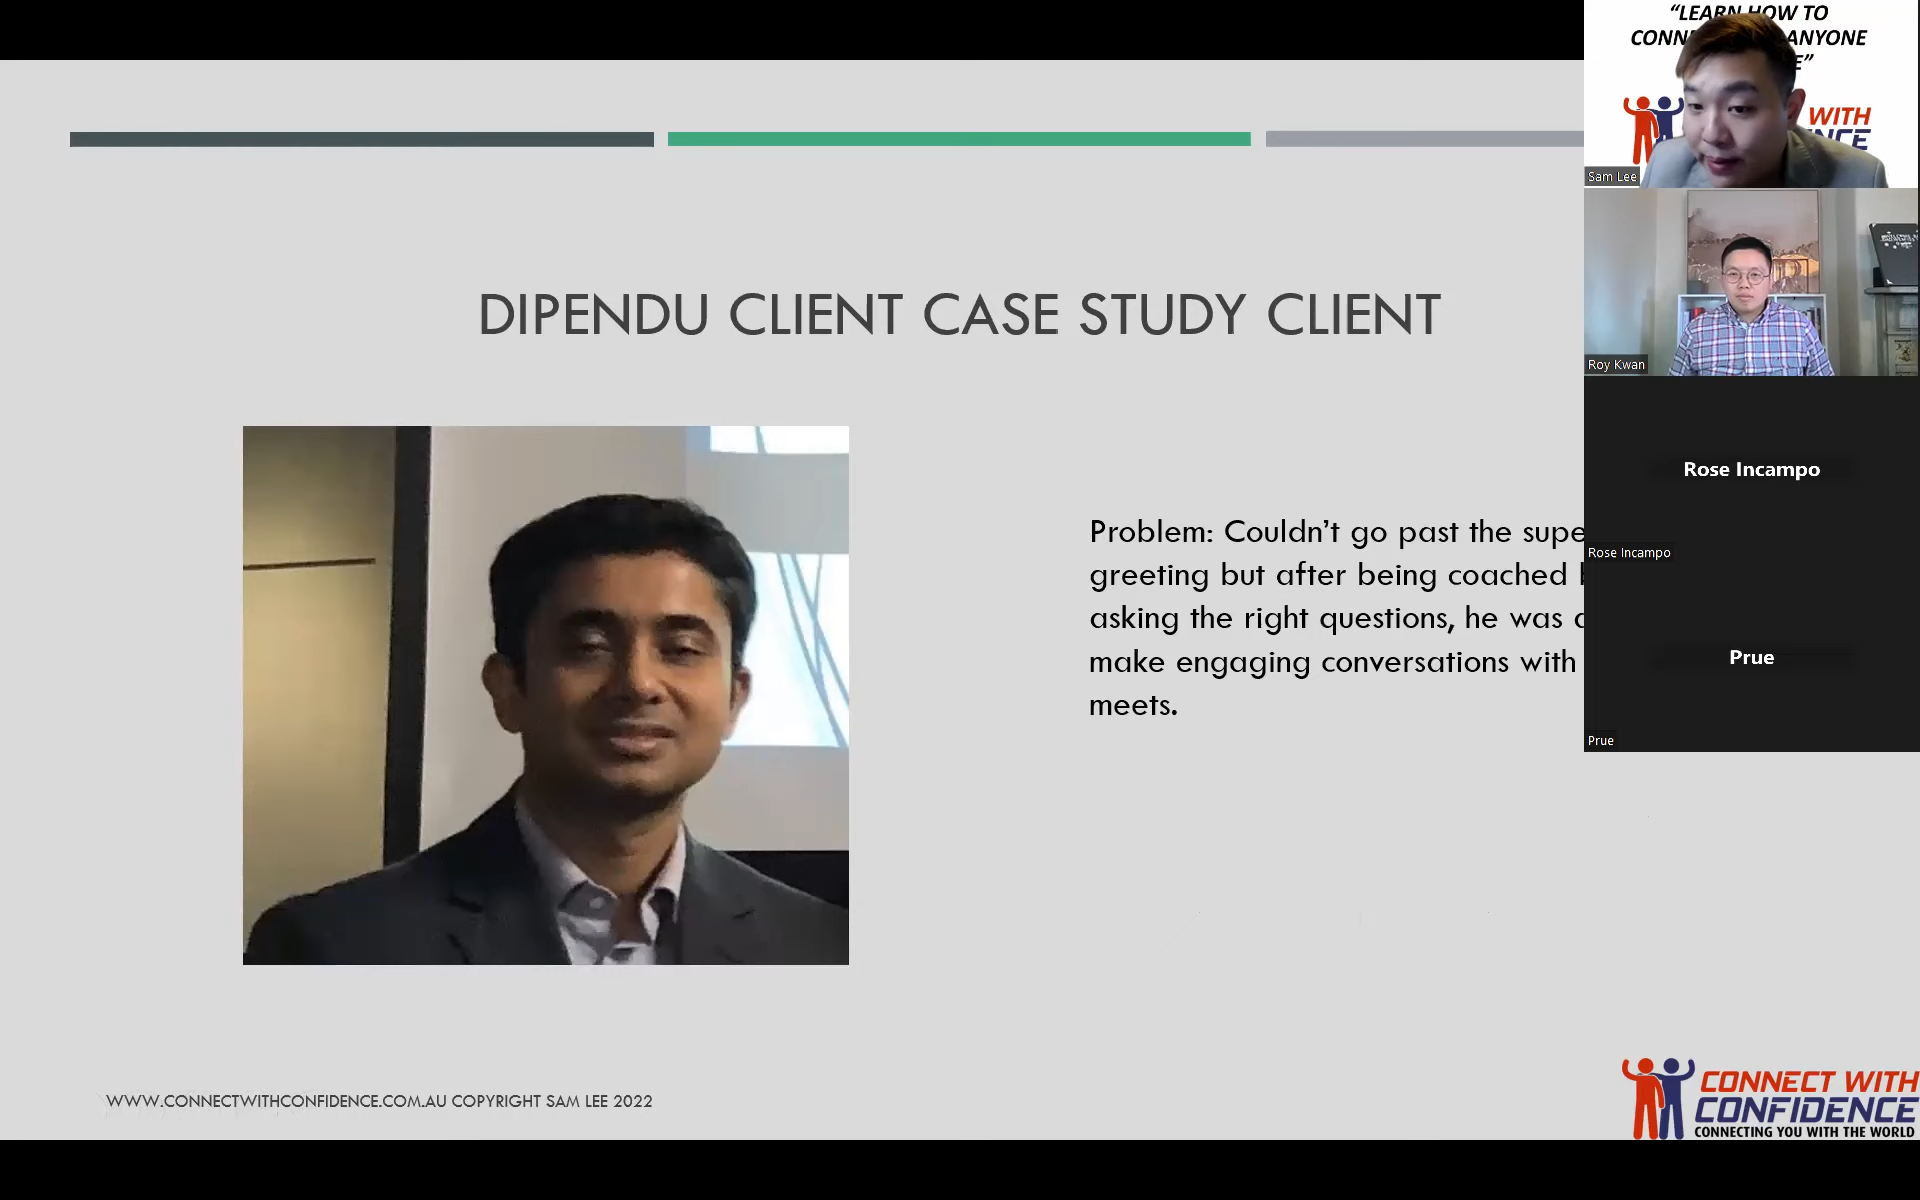 DIPENDU CLIENT CASE STUDY CLIENT
Problem: Couldn’t go past the
greeting but after being coached
asking the right questions, he was
make engaging conversations with
meets.
WWW.CONNECTWITHCONFIDENCE.COM.AU COPYRIGHT SAM LEE 2022
CONNECT WITH
CONFIDENCE
CONNECTING YOU WITH THE WORLD
“LEARN HOW TO
ANYONE
WITH
Sam Lee
Roy Kwan
Rose Incampo
Rose Incampo
Prue
Prue